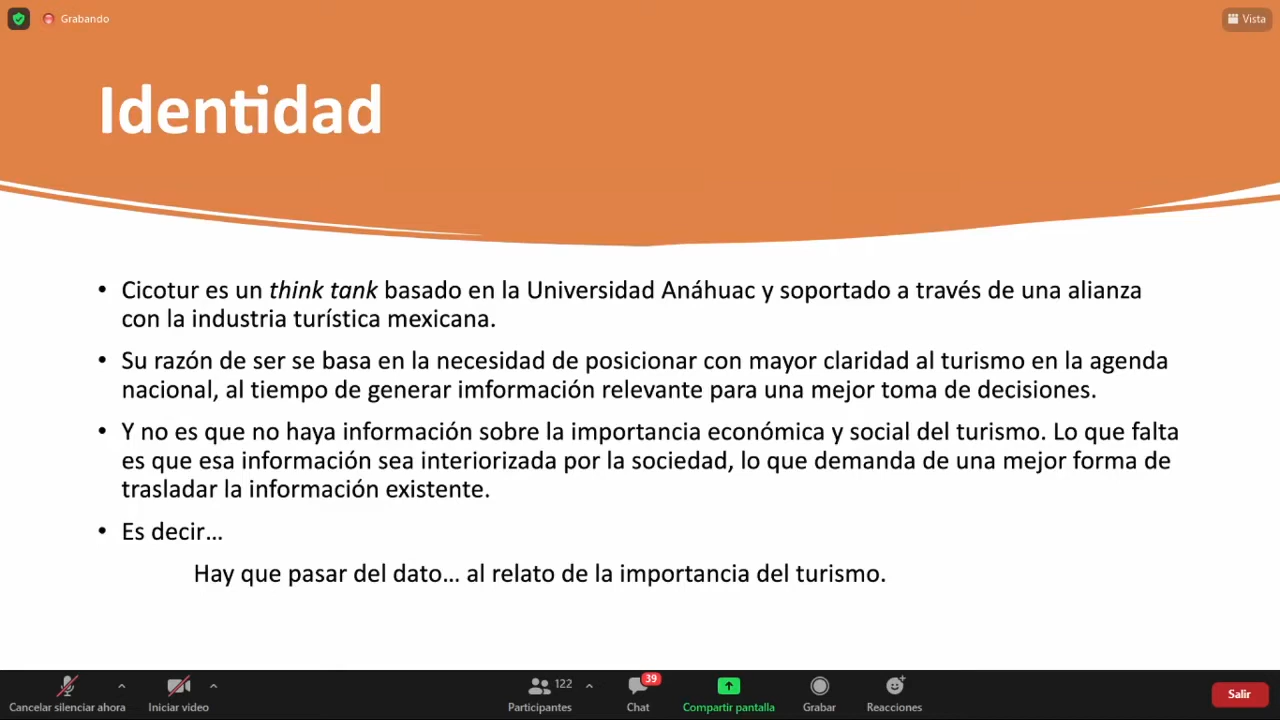 Grabando
Vista
Identidad
• Cicotur es un think tank basado en la Universidad Anáhuac y soportado a través de una alianza
con la industria turística mexicana.
• Su razón de ser se basa en la necesidad de posicionar con mayor claridad al turismo en la agenda
nacional, al tiempo de generar imformación relevante para una mejor toma de decisiones.
• Y no es que no haya información sobre la importancia económica y social del turismo. Lo que falta
es que esa información sea interiorizada por la sociedad, lo que demanda de una mejor forma de
trasladar la información existente.
• Es decir...
Hay que pasar del dato... al relato de la importancia del turismo.
122
39
Cancelar silenciar ahora
Iniciar video
Participantes
Chat
Compartir pantalla
Grabar
Reacciones
Salir